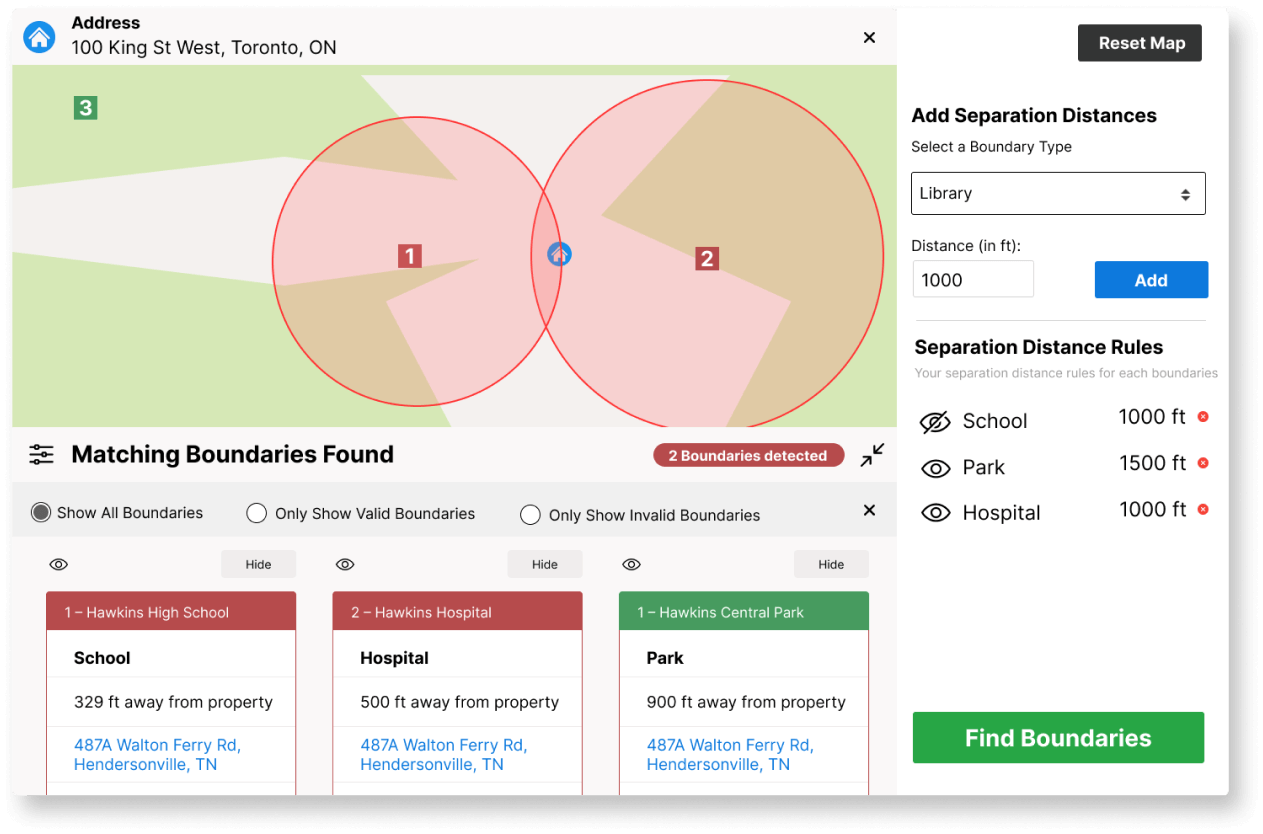 Address
100 King St West, Toronto, ON
Reset Map
3
1
2
Add Separation Distances
Select a Boundary Type
Library
Distance (in ft):
1000
Add
Separation Distance Rules
Your separation distance rules for each boundaries
School 1000 ft
Park 1500 ft
Hospital 1000 ft
Find Boundaries
Matching Boundaries Found
2 Boundaries detected
Show All Boundaries
Only Show Valid Boundaries
Only Show Invalid Boundaries
Hide
1 – Hawkins High School
School
329 ft away from property
487A Walton Ferry Rd,
Hendersonville, TN
Hide
2 – Hawkins Hospital
Hospital
500 ft away from property
487A Walton Ferry Rd,
Hendersonville, TN
Hide
1 – Hawkins Central Park
Park
900 ft away from property
487A Walton Ferry Rd,
Hendersonville, TN